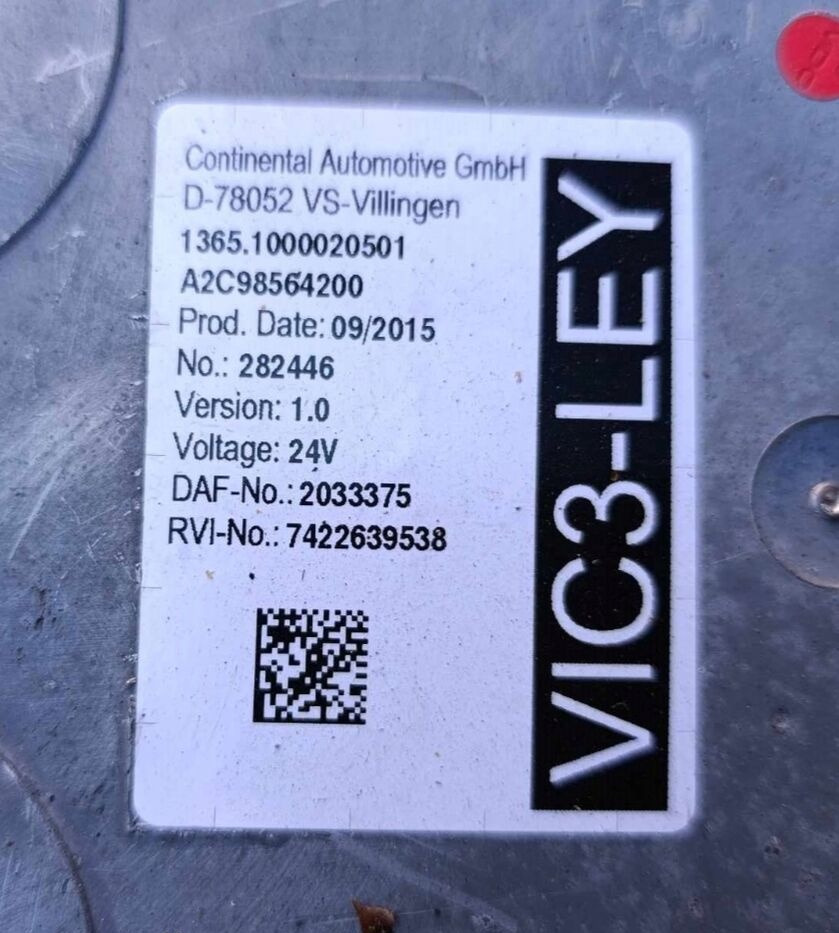 Continental Automotive GmbH
D-78052 VS-Villingen
1365.1000020501
A2C98564200
Prod. Date: 09/2015
No.: 282446
Version: 1.0
Voltage: 24V
DAF-No.: 2033375
RVI-No.: 7422639538
VIC3-LEY